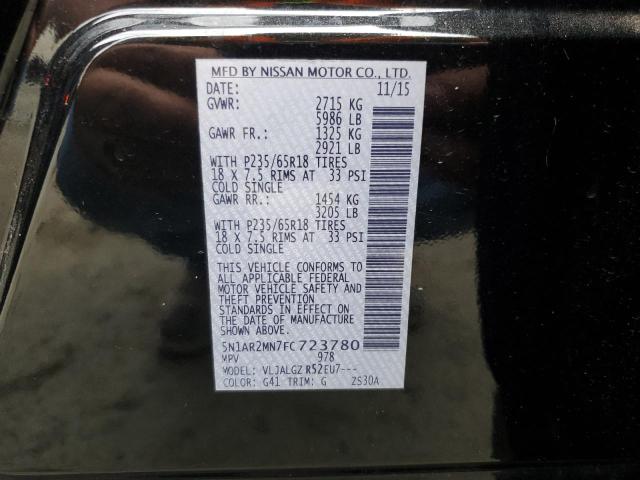 MFD BY NISSAN MOTOR CO., LTD.
DATE: 11/15
GVWR: 2715 KG
5986 LB
GAWR FR.: 1325 KG
2921 LB
WITH P235/65R18 TIRES
18 X 7.5 RIMS AT 33 PSI
COLD SINGLE
GAWR RR.: 1454 KG
3205 LB
WITH P235/65R18 TIRES
18 X 7.5 RIMS AT 33 PSI
COLD SINGLE
THIS VEHICLE CONFORMS TO
ALL APPLICABLE FEDERAL
MOTOR VEHICLE SAFETY AND
THEFT PREVENTION
STANDARDS IN EFFECT ON
THE DATE OF MANUFACTURE
SHOWN ABOVE.
5N1AR2MN7FC723780
MPV 978
MODEL: VLJALGZ R52EU7---
COLOR: G41 TRIM: G ZS30A